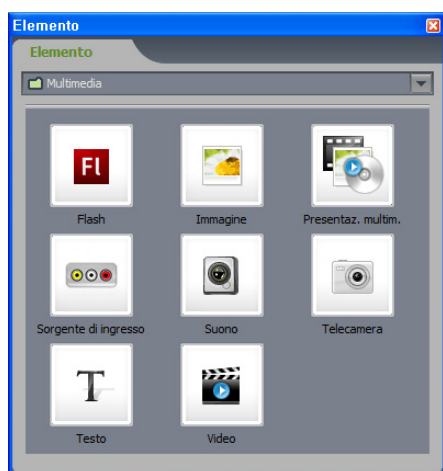 Elemento
Elemento
Multimedia
Fl
Flash
Immagine
Presentaz. multim.
Sorgente di ingresso
Suono
Telecamera
T
Testo
Video